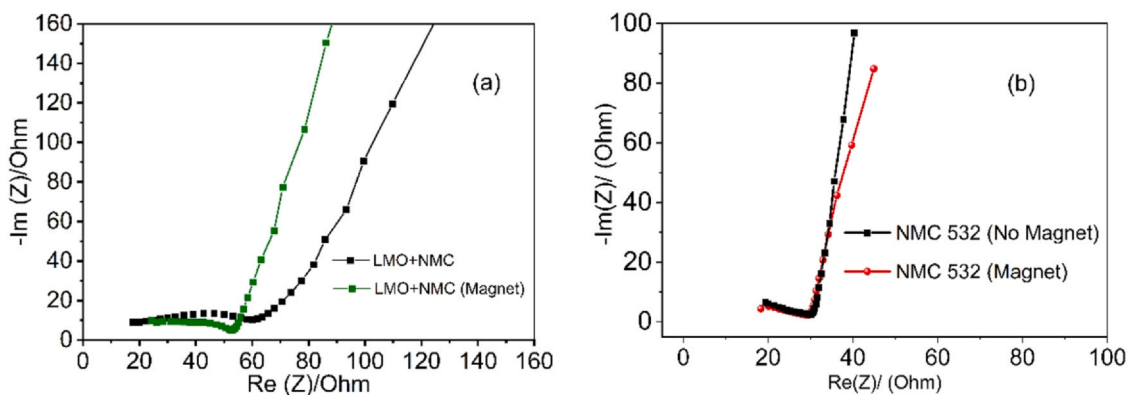 160
140
120
100
80
60
40
20
0
-Im (Z)/Ohm
(a)
LMO+NMC
LMO+NMC (Magnet)
0 20 40 60 80 100 120 140 160
Re (Z)/Ohm
100
80
60
40
20
0
-Im(Z)/ (Ohm)
(b)
NMC 532 (No Magnet)
NMC 532 (Magnet)
0 20 40 60 80 100
Re(Z)/ (Ohm)